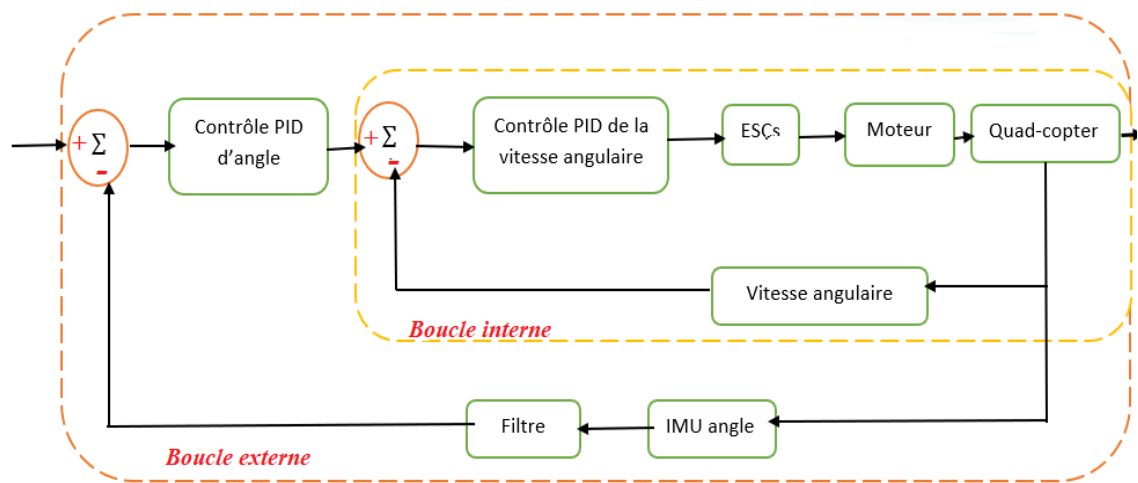 + Σ
-
Contrôle PID
d’angle
+ Σ
-
Contrôle PID de la
vitesse angulaire
ESÇs
Moteur
Quad-copter
Vitesse angulaire
Boucle interne
Filtre
IMU angle
Boucle externe